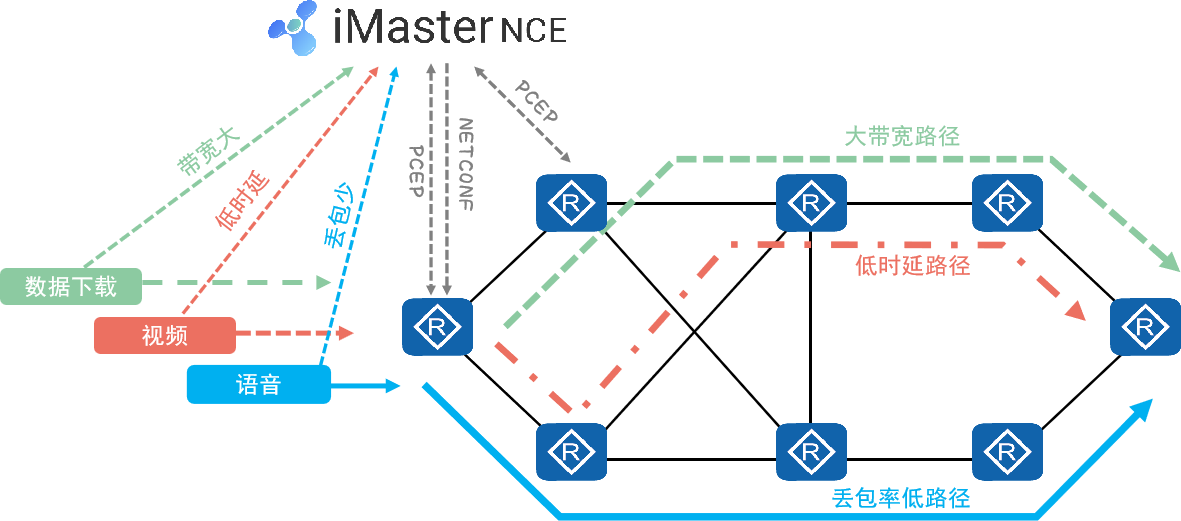 iMaster NCE
PCEP
带宽大
低时延
丢包少
PCEP
NETCONF
大带宽路径
R
R
R
低时延路径
数据下载
视频
语音
R
R
R
R
R
丢包率低路径